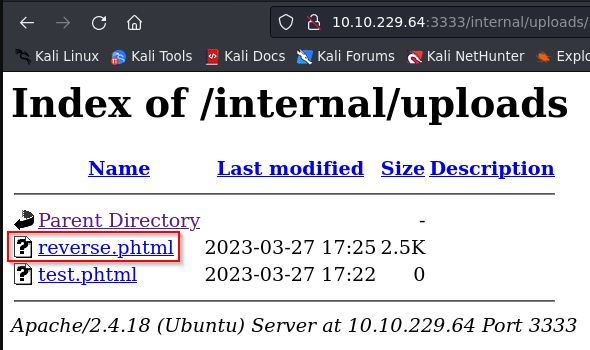 10.10.229.64:3333/internal/uploads/
Kali Linux Kali Tools Kali Docs Kali Forums Kali NetHunter Explo
Index of /internal/uploads
Name Last modified Size Description
Parent Directory -
reverse.phtml 2023-03-27 17:25 2.5K
test.phtml 2023-03-27 17:22 0
Apache/2.4.18 (Ubuntu) Server at 10.10.229.64 Port 3333